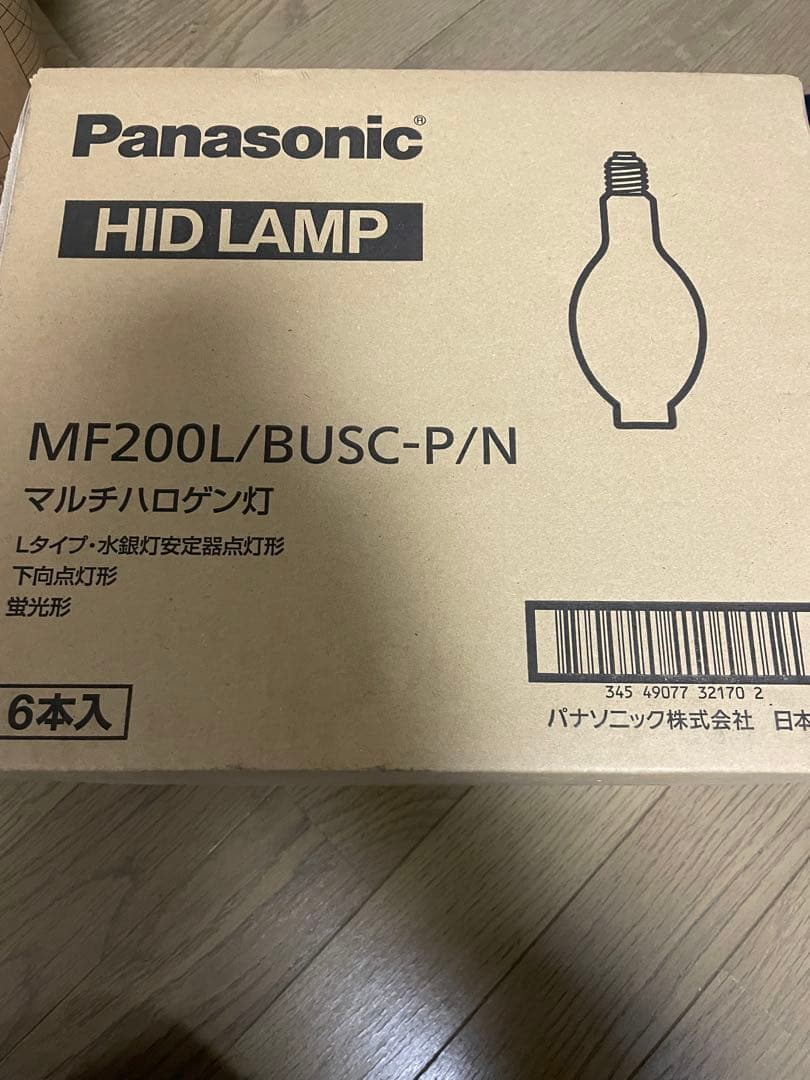 Panasonic®
HID LAMP
MF200L/BUSC-P/N
マルチハロゲン灯
Lタイプ・水銀灯安定器点灯形
下向点灯形
蛍光形
6本入
345 49077 32170 2
パナソニック株式会社 日本